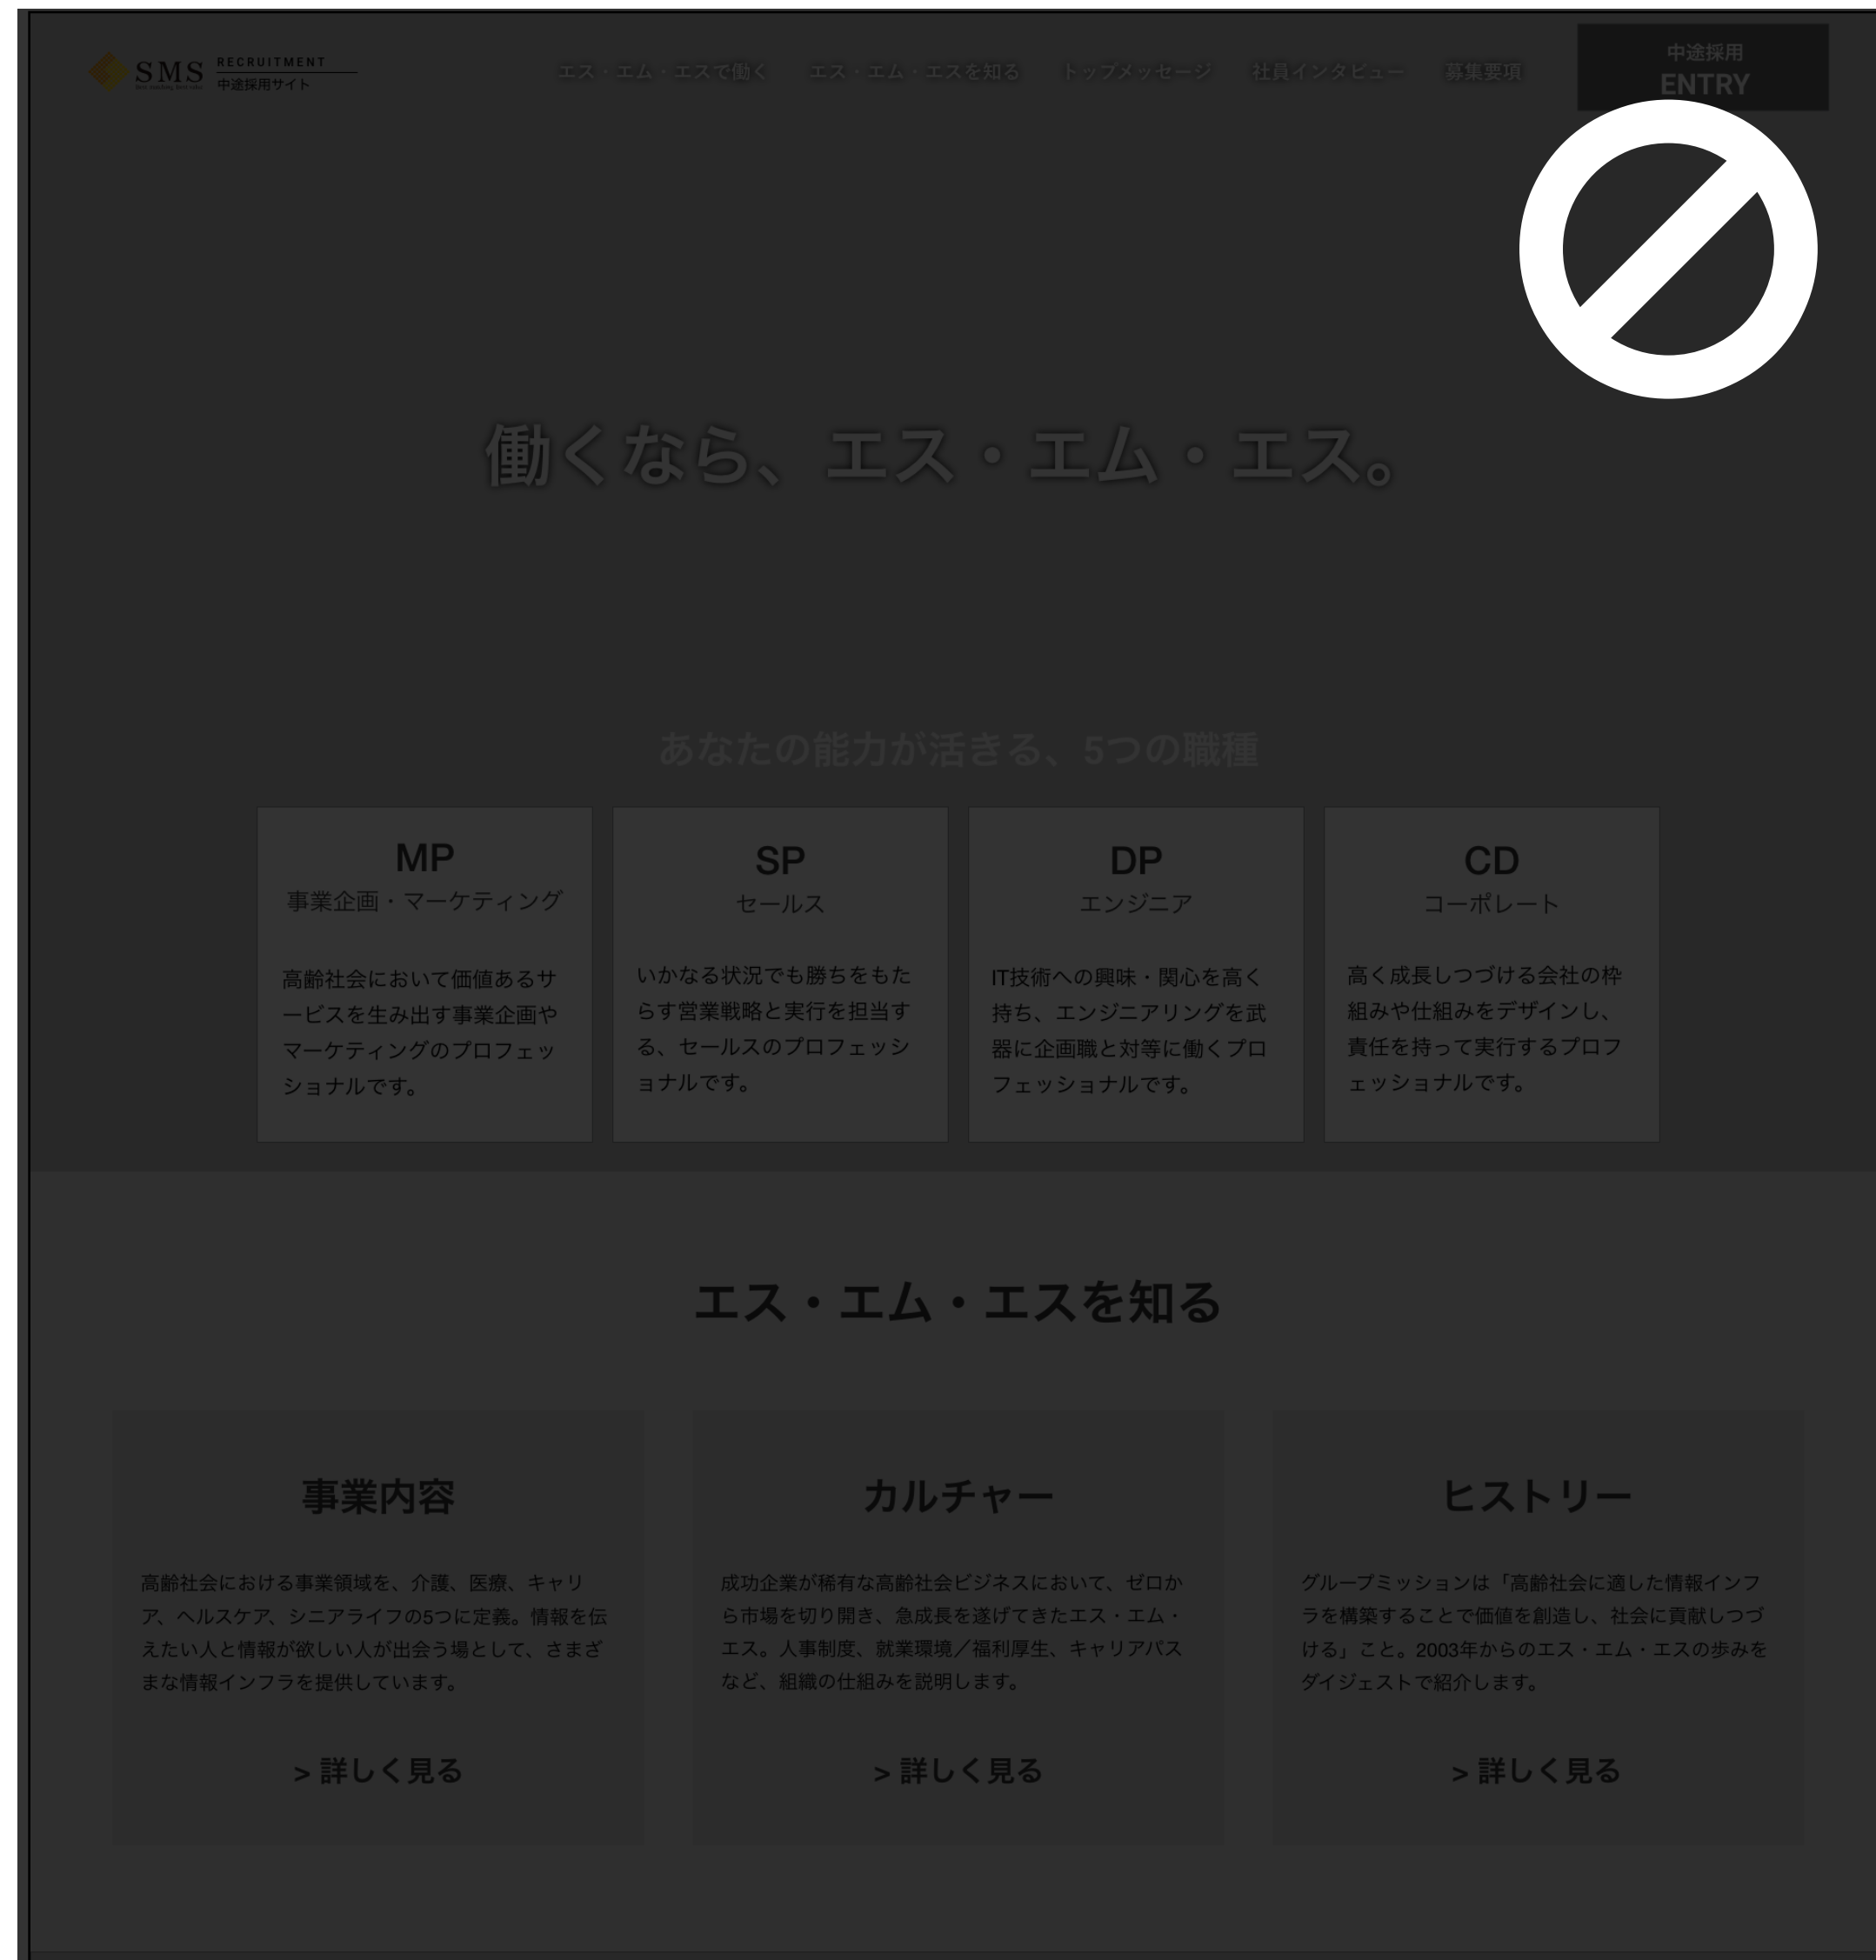 SMS
RECRUITMENT
中途採用サイト
エス・エム・エスで働く
エス・エム・エスを知る
トップメッセージ
社員インタビュー
募集要項
中途採用
ENTRY
働くなら、エス・エム・エス。
あなたの能力が活きる、5つの職種
MP
事業企画・マーケティング
高齢社会において価値あるサ
ービスを生み出す事業企画や
マーケティングのプロフェッ
ショナルです。
SP
セールス
いかなる状況でも勝ちをもた
らす営業戦略と実行を担当す
る、セールスのプロフェッシ
ョナルです。
DP
エンジニア
IT技術への興味・関心を高く
持ち、エンジニアリングを武
器に企画職と対等に働くプロ
フェッショナルです。
CD
コーポレート
高く成長しつづける会社の枠
組みや仕組みをデザインし、
責任を持って実行するプロフ
ェッショナルです。
エス・エム・エスを知る
事業内容
高齢社会における事業領域を、介護、医療、キャリ
ア、ヘルスケア、シニアライフの5つに定義。情報を伝
えたい人と情報が欲しい人が出会う場として、さまざ
まな情報インフラを提供しています。
> 詳しく見る
カルチャー
成功企業が稀有な高齢社会ビジネスにおいて、ゼロか
ら市場を切り開き、急成長を遂げてきたエス・エム・
エス。人事制度、就業環境／福利厚生、キャリアパス
など、組織の仕組みを説明します。
> 詳しく見る
ヒストリー
グループミッションは「高齢社会に適した情報インフ
ラを構築することで価値を創造し、社会に貢献しつづ
ける」こと。2003年からのエス・エム・エスの歩みを
ダイジェストで紹介します。
> 詳しく見る